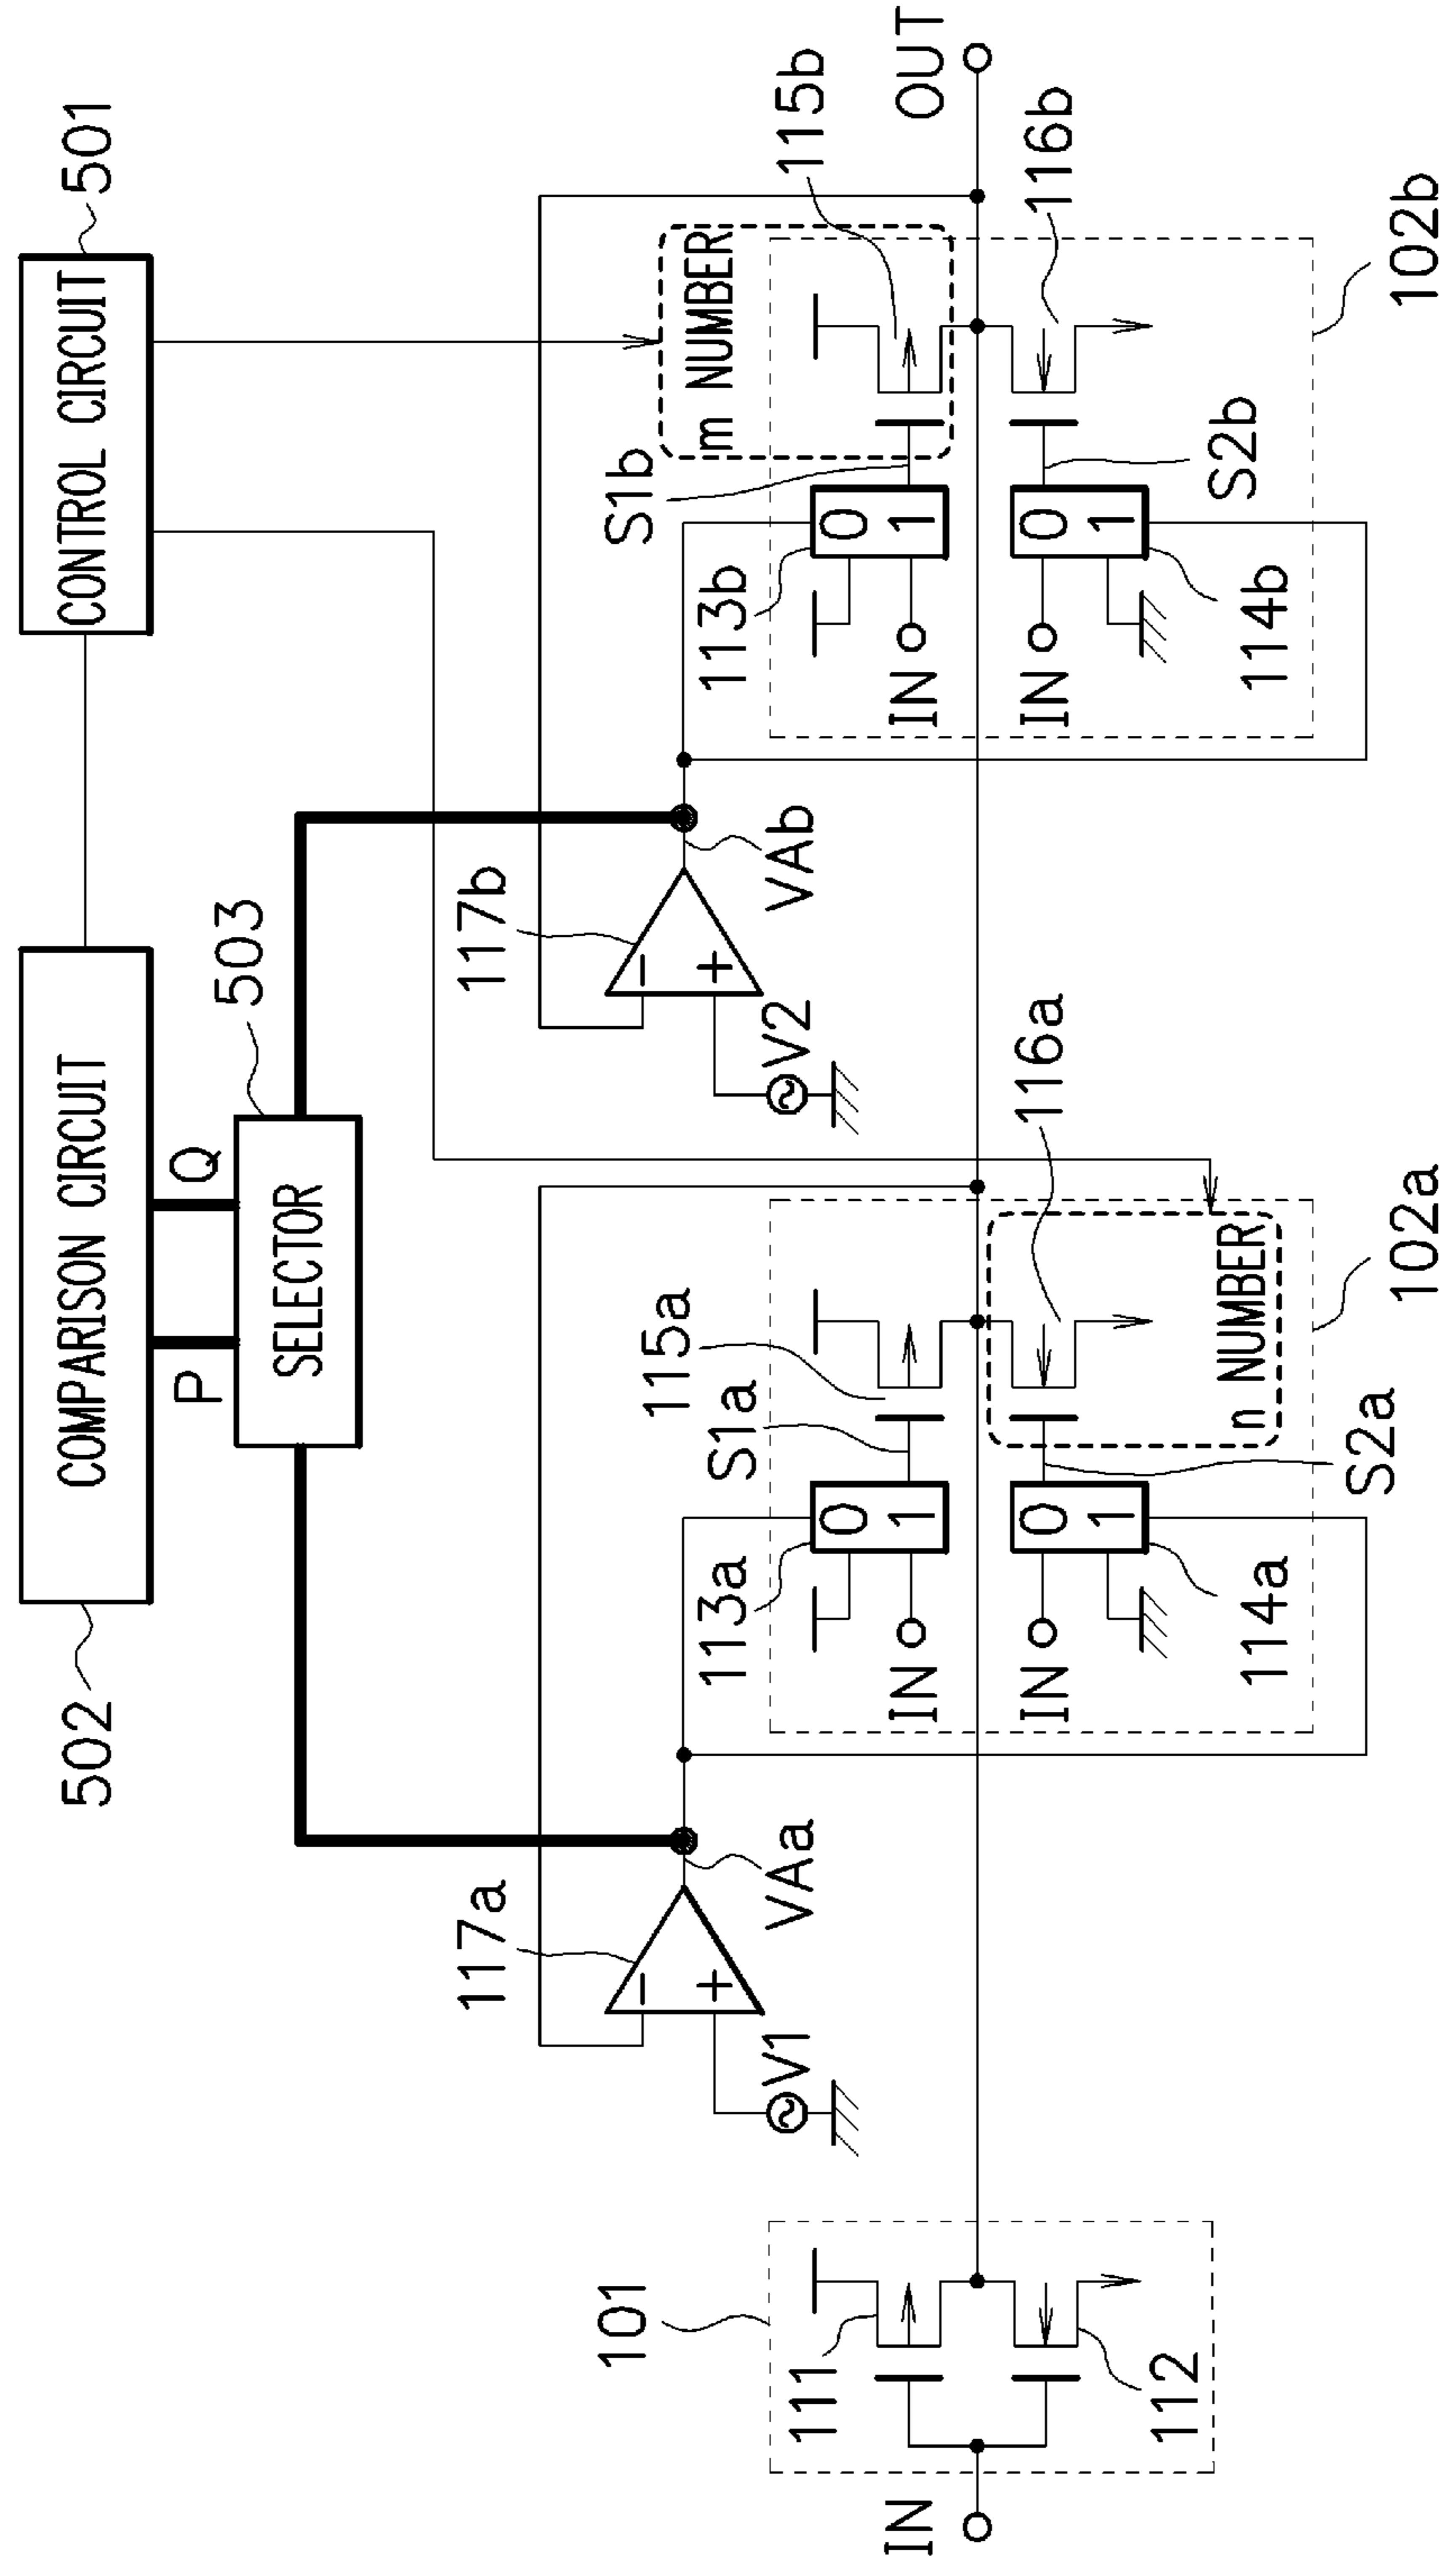 502
COMPARISON CIRCUIT
CONTROL CIRCUIT
501
P
Q
SELECTOR
503
117a
117b
101
VAa
V1
VAb
V2
113a
S1a
115a
113b
S1b
m NUMBER
115b
OUT
111
IN
112
IN
0
1
IN
0
1
114a
S2a
116a
n NUMBER
102a
IN
0
1
IN
0
1
114b
S2b
116b
102b